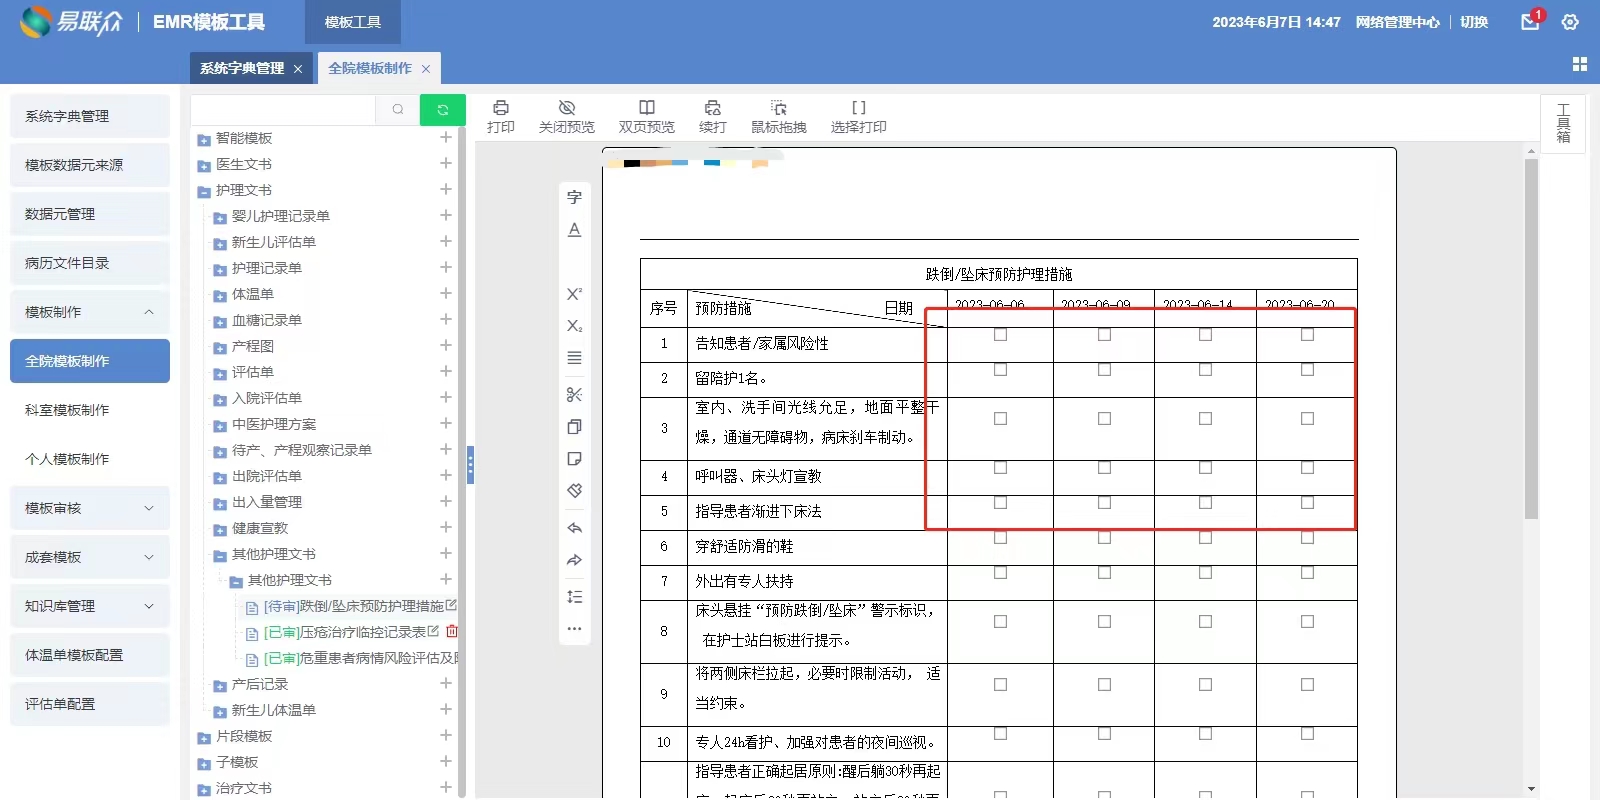 易联众
EMR模板工具
模板工具
2023年6月7日 14:47 网络管理中心 切换
1
系统字典管理 ×
全院模板制作 ×
系统字典管理
模板数据元来源
数据元管理
病历文件目录
模板制作
全院模板制作
科室模板制作
个人模板制作
模板审核
成套模板
知识库管理
体温单模板配置
评估单配置
智能模板
医生文书
护理文书
婴儿护理记录单
新生儿评估单
护理记录单
体温单
血糖记录单
产程图
评估单
入院评估单
中医护理方案
待产、产程观察记录单
出院评估单
出入量管理
健康宣教
其他护理文书
其他护理文书
[待审]跌倒/坠床预防护理措施
[已审]压疮治疗临控记录表
[已审]危重患者病情风险评估及
产后记录
新生儿体温单
片段模板
子模板
治疗文书
打印
关闭预览
双页预览
续打
鼠标拖拽
选择打印
工具箱
字
A
X²
X₂
跌倒/坠床预防护理措施
序号 预防措施 日期 2023-06-06 2023-06-09 2023-06-14 2023-06-20
1 告知患者/家属风险性
2 留陪护1名。
3 室内、洗手间光线允足，地面平整干
燥，通道无障碍物，病床刹车制动。
4 呼叫器、床头灯宣教
5 指导患者渐进下床法
6 穿舒适防滑的鞋
7 外出有专人扶持
8 床头悬挂“预防跌倒/坠床”警示标识，
在护士站白板进行提示。
9 将两侧床栏拉起，必要时限制活动， 适
当约束。
10 专人24h看护、加强对患者的夜间巡视。
指导患者正确起居原则:醒后躺30秒再起